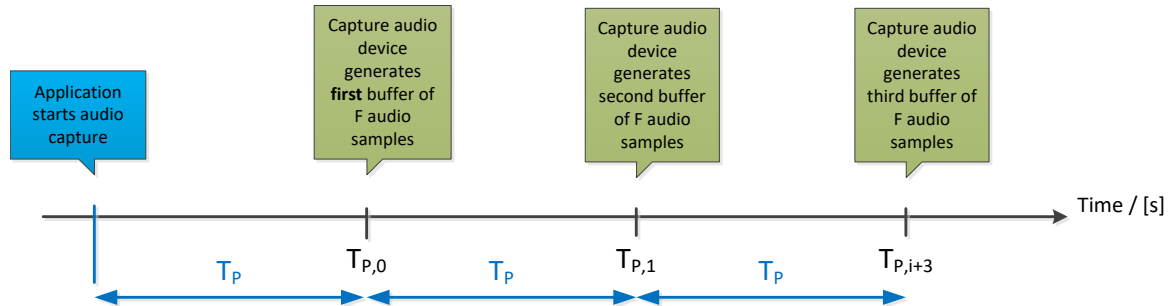 Application
starts audio
capture
Capture audio
device
generates
first buffer of
F audio
samples
Capture audio
device
generates
second buffer
of F audio
samples
Capture audio
device
generates
third buffer of
F audio
samples
Time / [s]
TP,0
TP,1
TP,i+3
TP
TP
TP